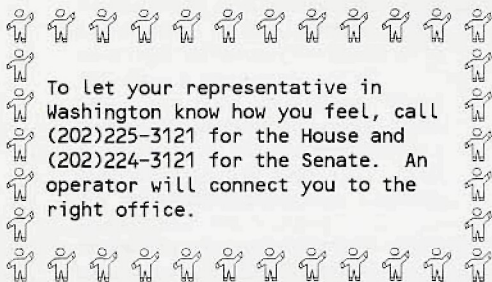 To let your representative in
Washington know how you feel, call
(202)225-3121 for the House and
(202)224-3121 for the Senate.  An
operator will connect you to the
right office.